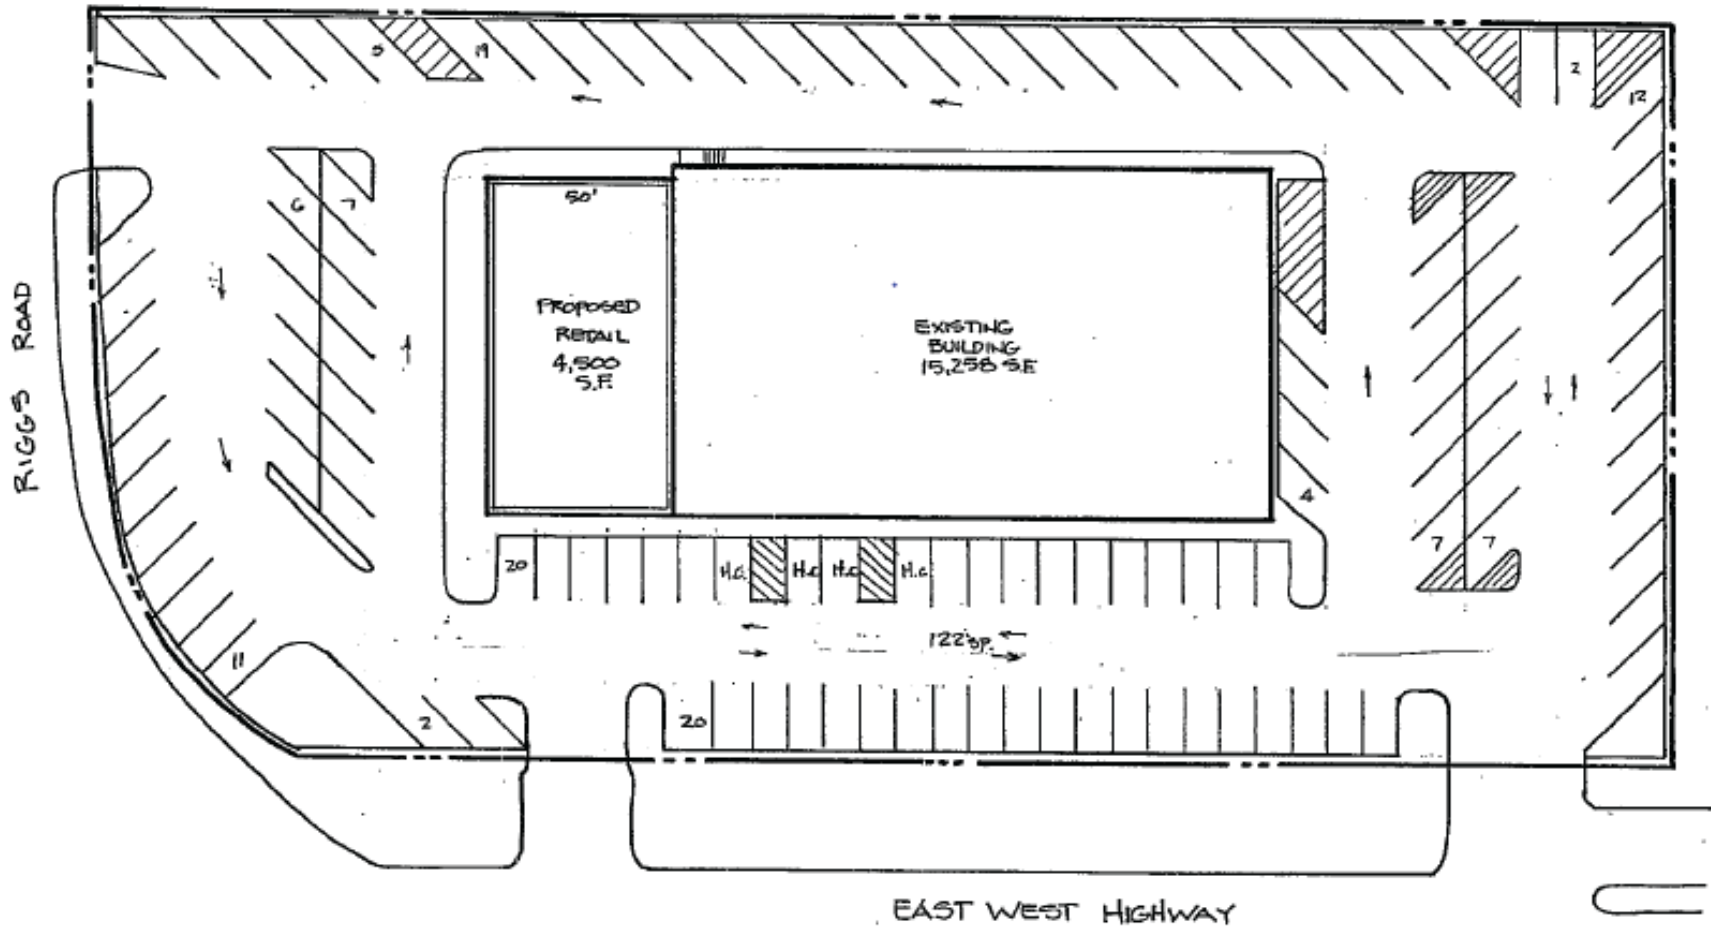 5
19
2
12
6
7
50'
PROPOSED
RETAIL
4,500
S.F.
EXISTING
BUILDING
15,258 S.F.
RIGGS ROAD
4
7
7
20
H.C.
H.C
H.C
H.C
122 SP.
11
2
20
EAST WEST HIGHWAY